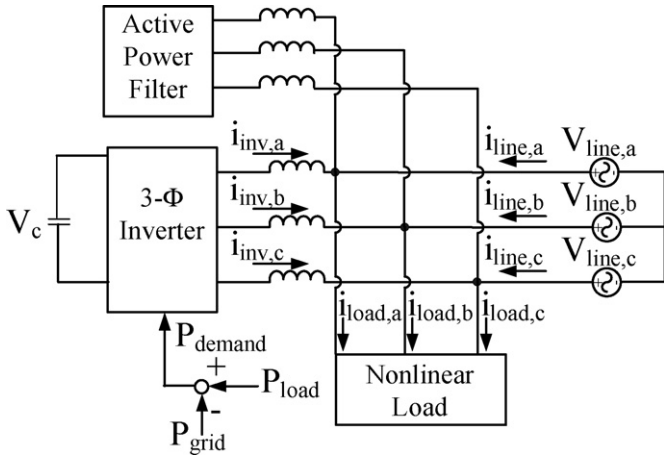 Active
Power
Filter
i_inv,a
i_line,a
V_line,a
3-Φ
Inverter
V_c
i_inv,b
i_line,b
V_line,b
i_inv,c
i_line,c
V_line,c
i_load,a
i_load,b
i_load,c
P_demand
+
P_load
-
P_grid
Nonlinear
Load